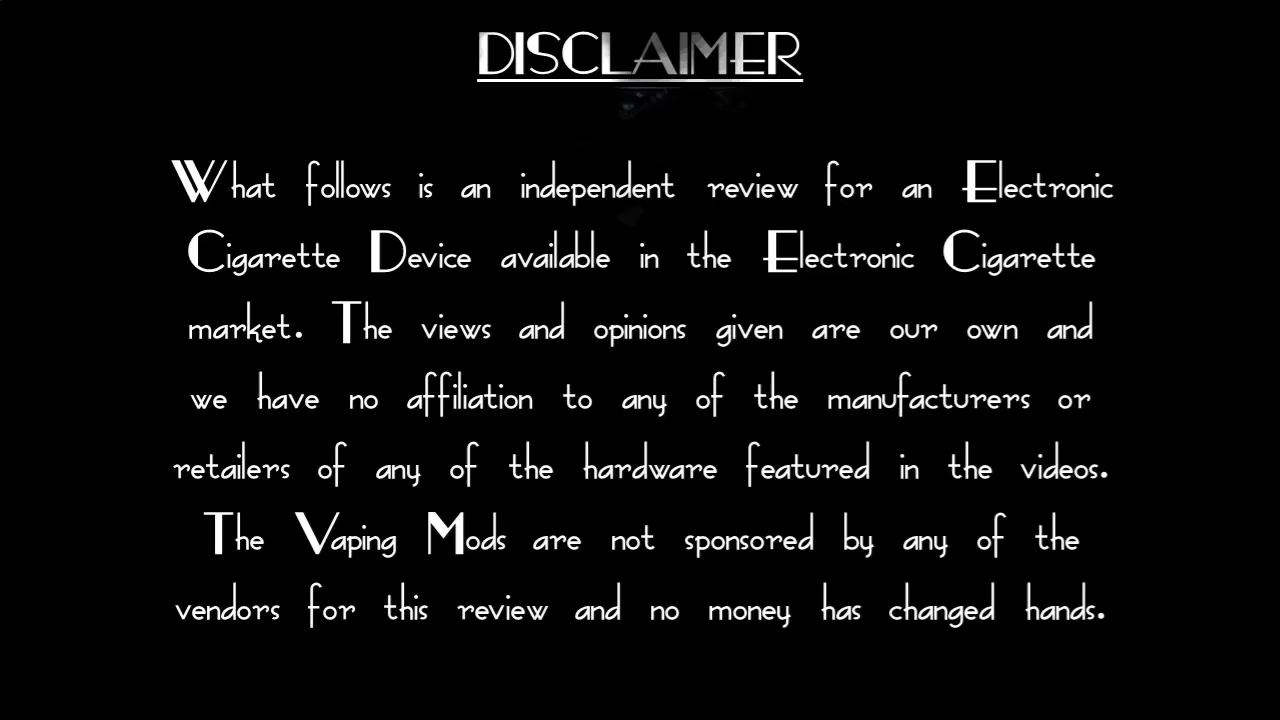 DISCLAIMER
What follows is an independent review for an Electronic
Cigarette Device available in the Electronic Cigarette
market. The views and opinions given are our own and
we have no affiliation to any of the manufacturers or
retailers of any of the hardware featured in the videos.
The Vaping Mods are not sponsored by any of the
vendors for this review and no money has changed hands.